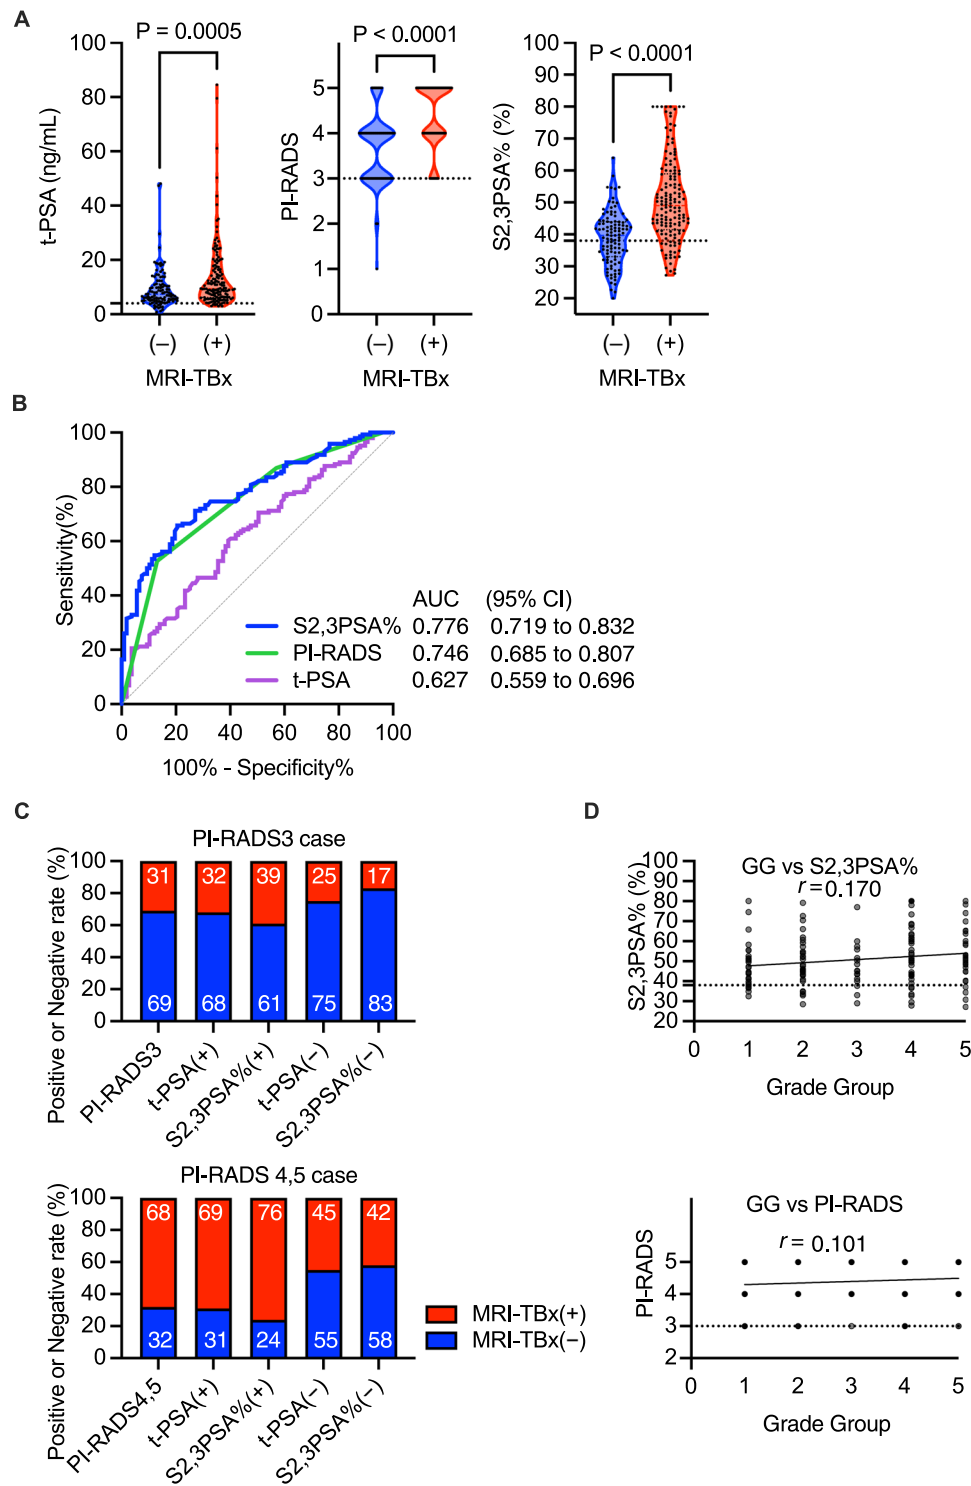 A
P = 0.0005
P < 0.0001
P < 0.0001
t-PSA (ng/mL)
100
80
60
40
20
0
(–) (+)
MRI-TBx
PI-RADS
5
4
3
2
1
0
(–) (+)
MRI-TBx
S2,3PSA% (%)
100
90
80
70
60
50
40
30
20
(–) (+)
MRI-TBx
B
Sensitivity(%)
100
80
60
40
20
0
0 20 40 60 80 100
100% - Specificity%
AUC (95% CI)
S2,3PSA% 0.776 0.719 to 0.832
PI-RADS 0.746 0.685 to 0.807
t-PSA 0.627 0.559 to 0.696
C
PI-RADS3 case
Positive or Negative rate (%)
100
80
60
40
20
0
31 32 39 25 17
69 68 61 75 83
PI-RADS3
t-PSA(+)
S2,3PSA%(+)
t-PSA(–)
S2,3PSA%(–)
PI-RADS 4,5 case
Positive or Negative rate (%)
100
80
60
40
20
0
68 69 76 45 42
32 31 24 55 58
PI-RADS4,5
t-PSA(+)
S2,3PSA%(+)
t-PSA(–)
S2,3PSA%(–)
MRI-TBx(+)
MRI-TBx(–)
D
GG vs S2,3PSA%
r=0.170
S2,3PSA% (%)
100
90
80
70
60
50
40
30
20
0 1 2 3 4 5
Grade Group
GG vs PI-RADS
r= 0.101
PI-RADS
5
4
3
2
0 1 2 3 4 5
Grade Group